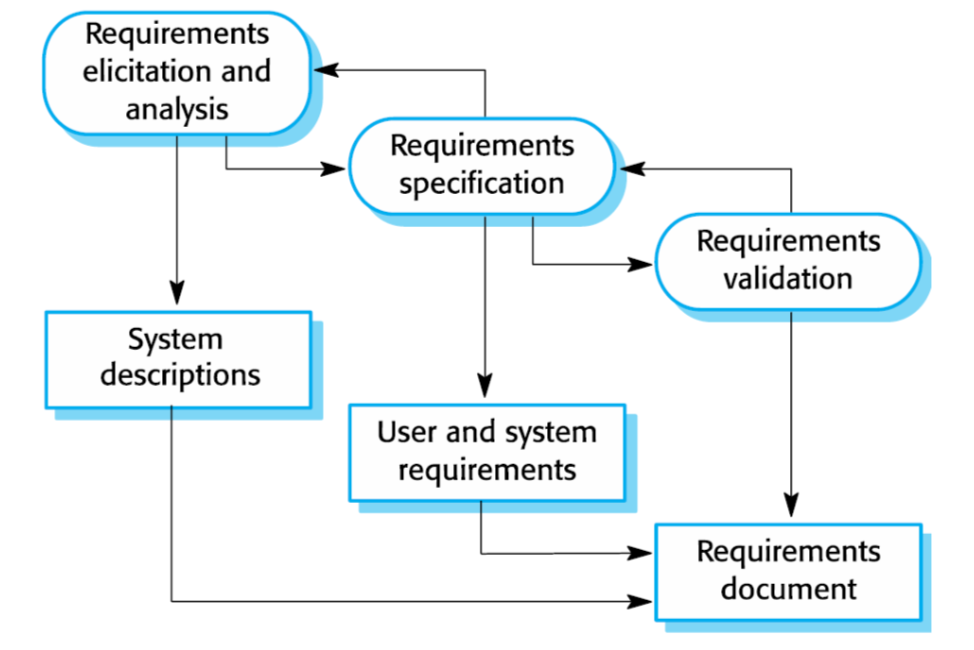 Requirements
elicitation and
analysis
Requirements
specification
Requirements
validation
System
descriptions
User and system
requirements
Requirements
document